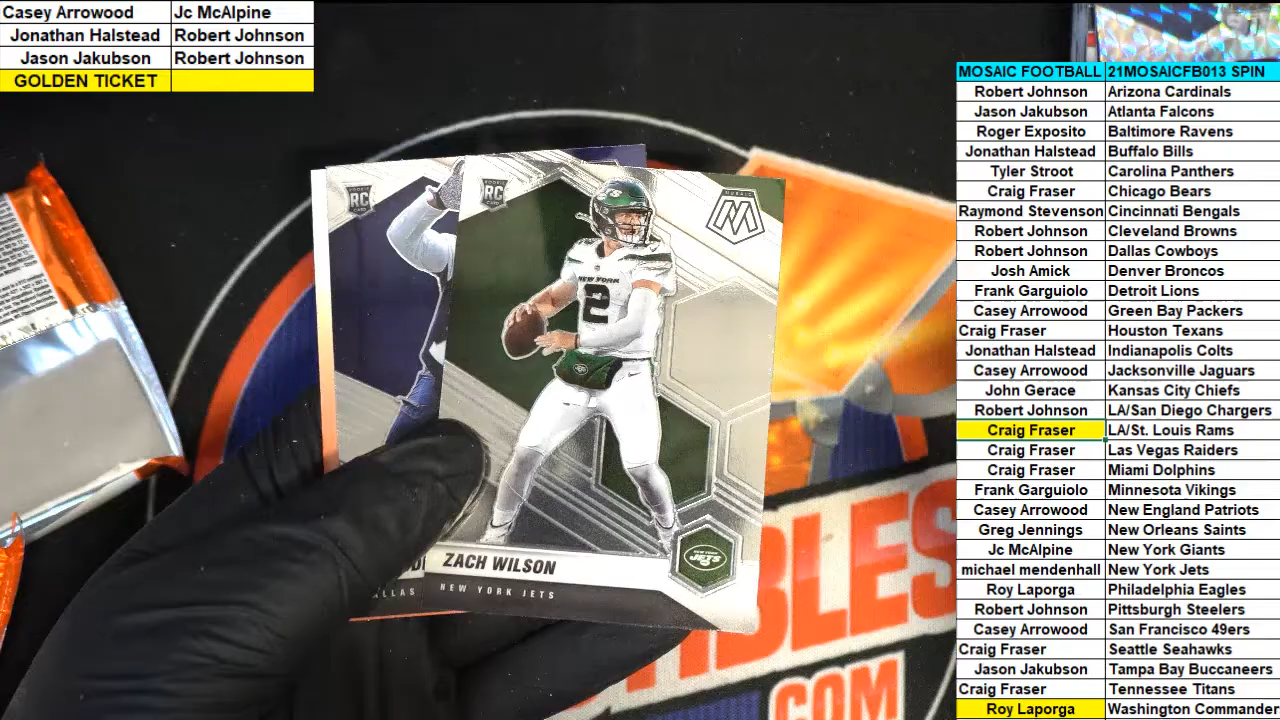 Casey Arrowood Jc McAlpine
Jonathan Halstead Robert Johnson
Jason Jakubson Robert Johnson
GOLDEN TICKET
MOSAIC FOOTBALL 21MOSAICFB013 SPIN
Robert Johnson Arizona Cardinals
Jason Jakubson Atlanta Falcons
Roger Exposito Baltimore Ravens
Jonathan Halstead Buffalo Bills
Tyler Stroot Carolina Panthers
Craig Fraser Chicago Bears
Raymond Stevenson Cincinnati Bengals
Robert Johnson Cleveland Browns
Robert Johnson Dallas Cowboys
Josh Amick Denver Broncos
Frank Garguiolo Detroit Lions
Casey Arrowood Green Bay Packers
Craig Fraser Houston Texans
Jonathan Halstead Indianapolis Colts
Casey Arrowood Jacksonville Jaguars
John Gerace Kansas City Chiefs
Robert Johnson LA/San Diego Chargers
Craig Fraser LA/St. Louis Rams
Craig Fraser Las Vegas Raiders
Craig Fraser Miami Dolphins
Frank Garguiolo Minnesota Vikings
Casey Arrowood New England Patriots
Greg Jennings New Orleans Saints
Jc McAlpine New York Giants
michael mendenhall New York Jets
Roy Laporga Philadelphia Eagles
Robert Johnson Pittsburgh Steelers
Casey Arrowood San Francisco 49ers
Craig Fraser Seattle Seahawks
Jason Jakubson Tampa Bay Buccaneers
Craig Fraser Tennessee Titans
Roy Laporga Washington Commander
ROOKIE
RC
CARD
ROOKIE
RC
CARD
MOSAIC
NEW YORK
2
NEW YORK
JETS
ZACH WILSON
NEW YORK JETS
LLAS
IBLES
.COM